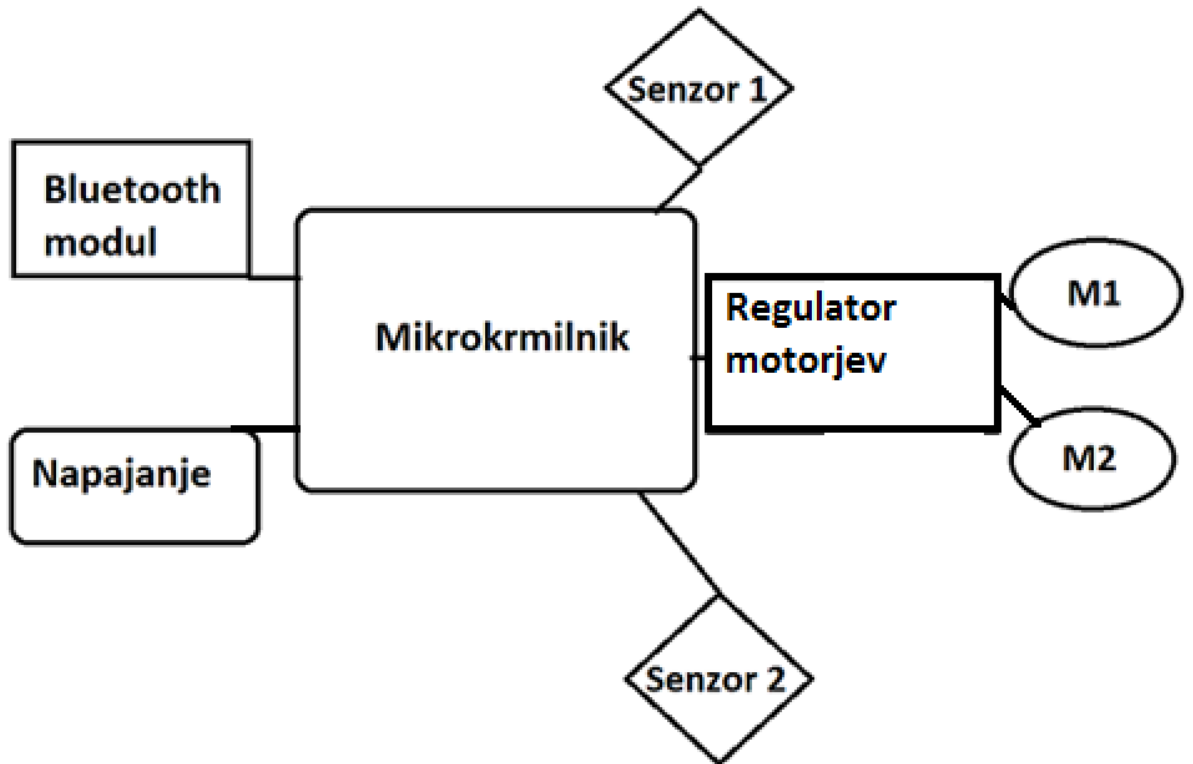 Senzor 1
Bluetooth
modul
Mikrokrmilnik
Regulator
motorjev
M1
M2
Napajanje
Senzor 2